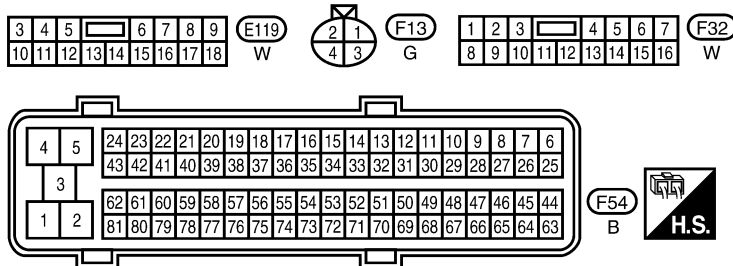 3 4 5 6 7 8 9 E119
10 11 12 13 14 15 16 17 18 W
2 1 F13
4 3 G
1 2 3 4 5 6 7 F32
8 9 10 11 12 13 14 15 16 W
4 5 24 23 22 21 20 19 18 17 16 15 14 13 12 11 10 9 8 7 6
43 42 41 40 39 38 37 36 35 34 33 32 31 30 29 28 27 26 25
3
1 2 62 61 60 59 58 57 56 55 54 53 52 51 50 49 48 47 46 45 44
81 80 79 78 77 76 75 74 73 72 71 70 69 68 67 66 65 64 63
F54
B
H.S.